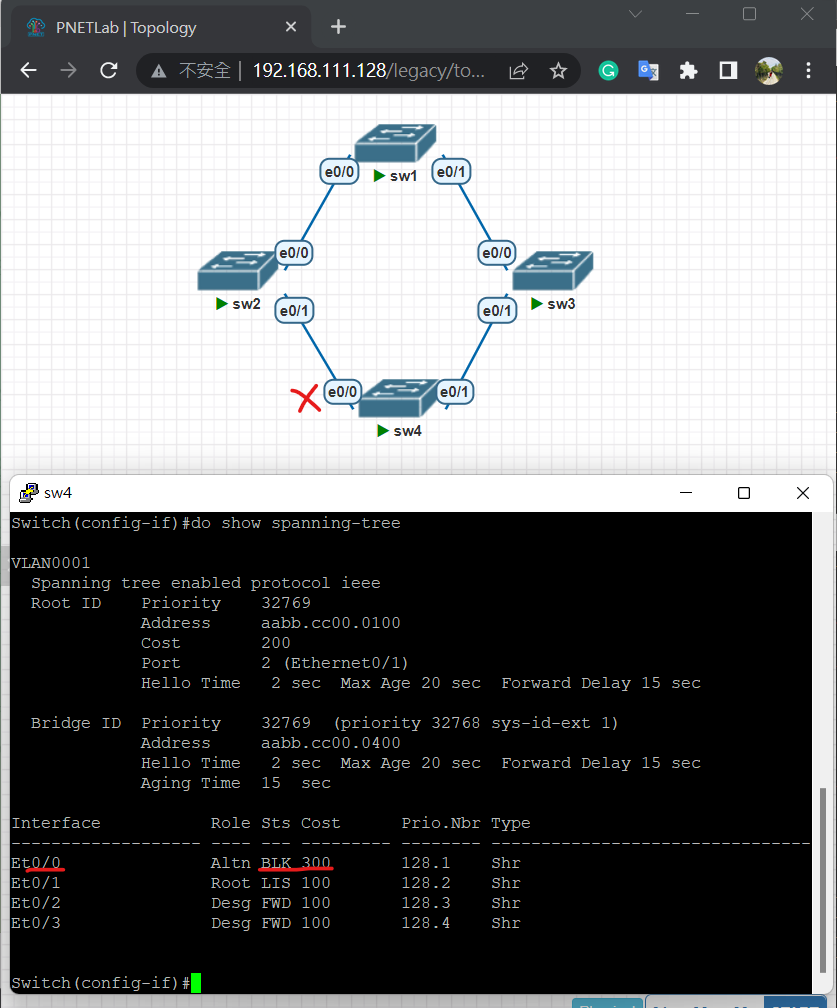 PNETLab | Topology
不安全 | 192.168.111.128/legacy/to...
e0/0 sw1 e0/1
e0/0 e0/0
sw2 e0/1 e0/1 sw3
e0/0 e0/1
sw4
sw4
Switch(config-if)#do show spanning-tree
VLAN0001
Spanning tree enabled protocol ieee
Root ID Priority 32769
Address aabb.cc00.0100
Cost 200
Port 2 (Ethernet0/1)
Hello Time 2 sec Max Age 20 sec Forward Delay 15 sec
Bridge ID Priority 32769 (priority 32768 sys-id-ext 1)
Address aabb.cc00.0400
Hello Time 2 sec Max Age 20 sec Forward Delay 15 sec
Aging Time 15 sec
Interface Role Sts Cost Prio.Nbr Type
------------------- ---- --- --------- -------- --------------------------------
Et0/0 Altn BLK 300 128.1 Shr
Et0/1 Root LIS 100 128.2 Shr
Et0/2 Desg FWD 100 128.3 Shr
Et0/3 Desg FWD 100 128.4 Shr
Switch(config-if)#